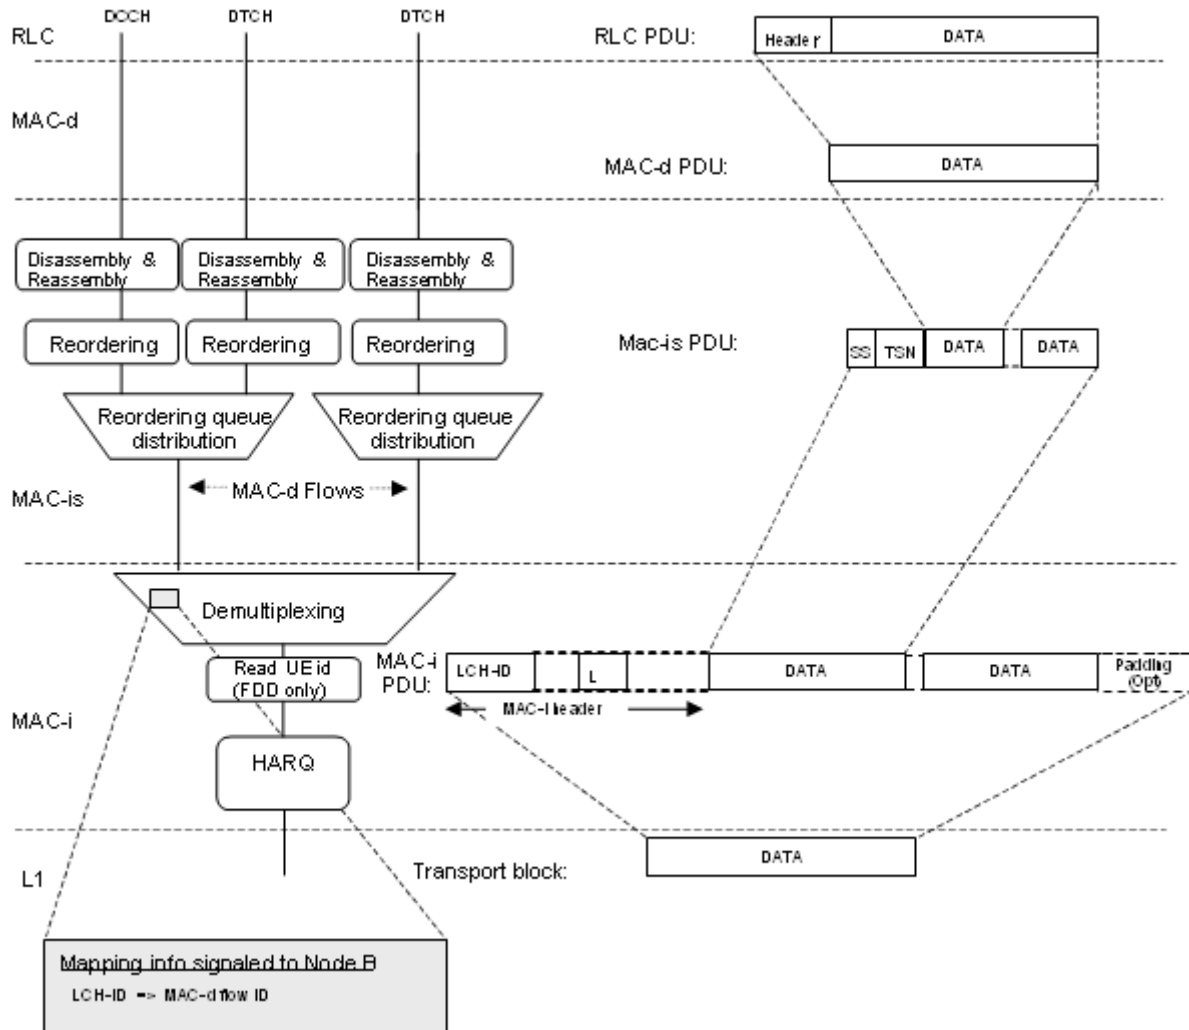 DCCH DTCH DTCH
RLC
RLC PDU:
Header
DATA
MAC-d
MAC-d PDU:
DATA
Disassembly &
Reassembly
Disassembly &
Reassembly
Disassembly &
Reassembly
Reordering
Reordering
Reordering
Mac-is PDU:
SS
TSN
DATA
DATA
Reordering queue
distribution
Reordering queue
distribution
MAC-d Flows
MAC-is
Demultiplexing
Read UE id
(FDD only)
MAC-i
PDU:
LCH-ID
L
DATA
DATA
Padding
(Opt)
MAC-i header
MAC-i
HARQ
L1
Transport block:
DATA
Mapping info signaled to Node B
LCH-ID => MAC-d flow ID